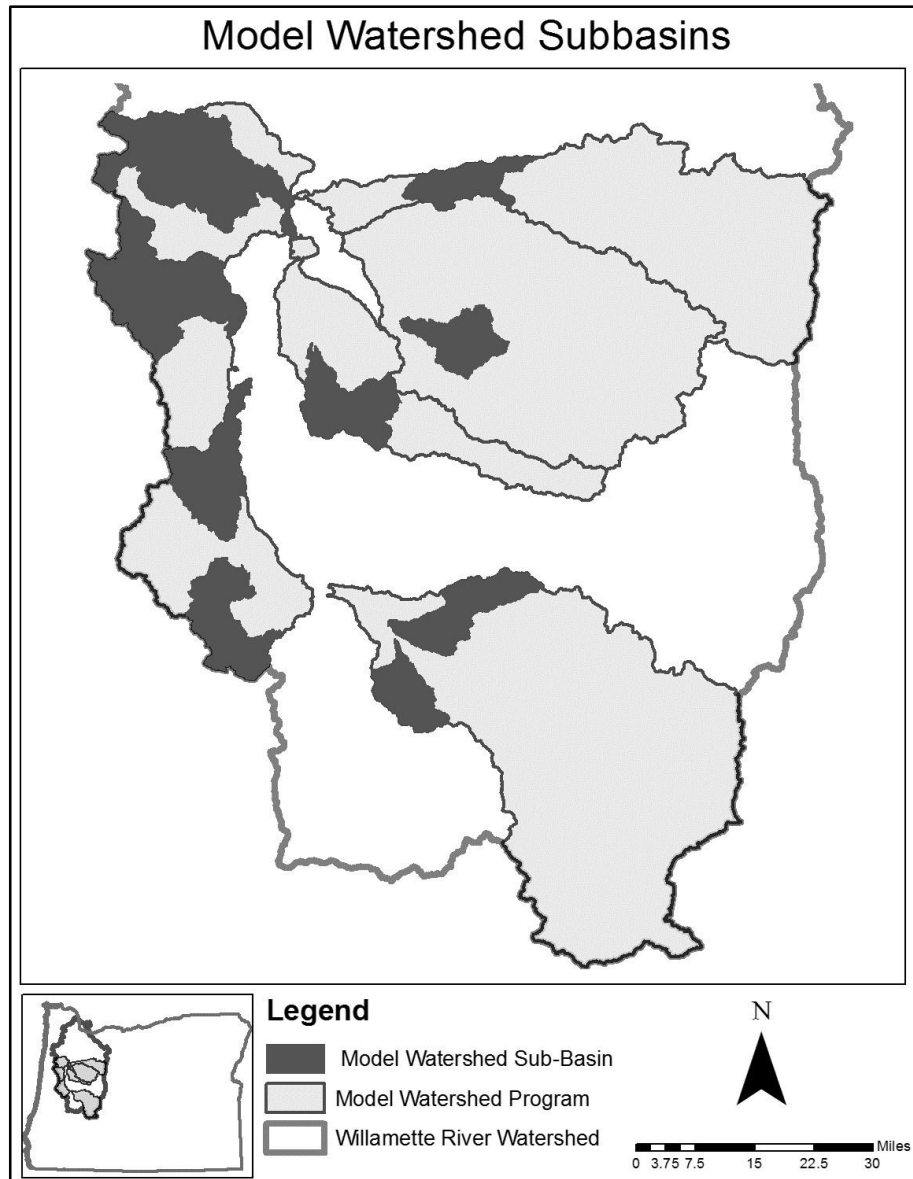 Model Watershed Subbasins
Legend
Model Watershed Sub-Basin
Model Watershed Program
Willamette River Watershed
N
Miles
0 3.75 7.5 15 22.5 30